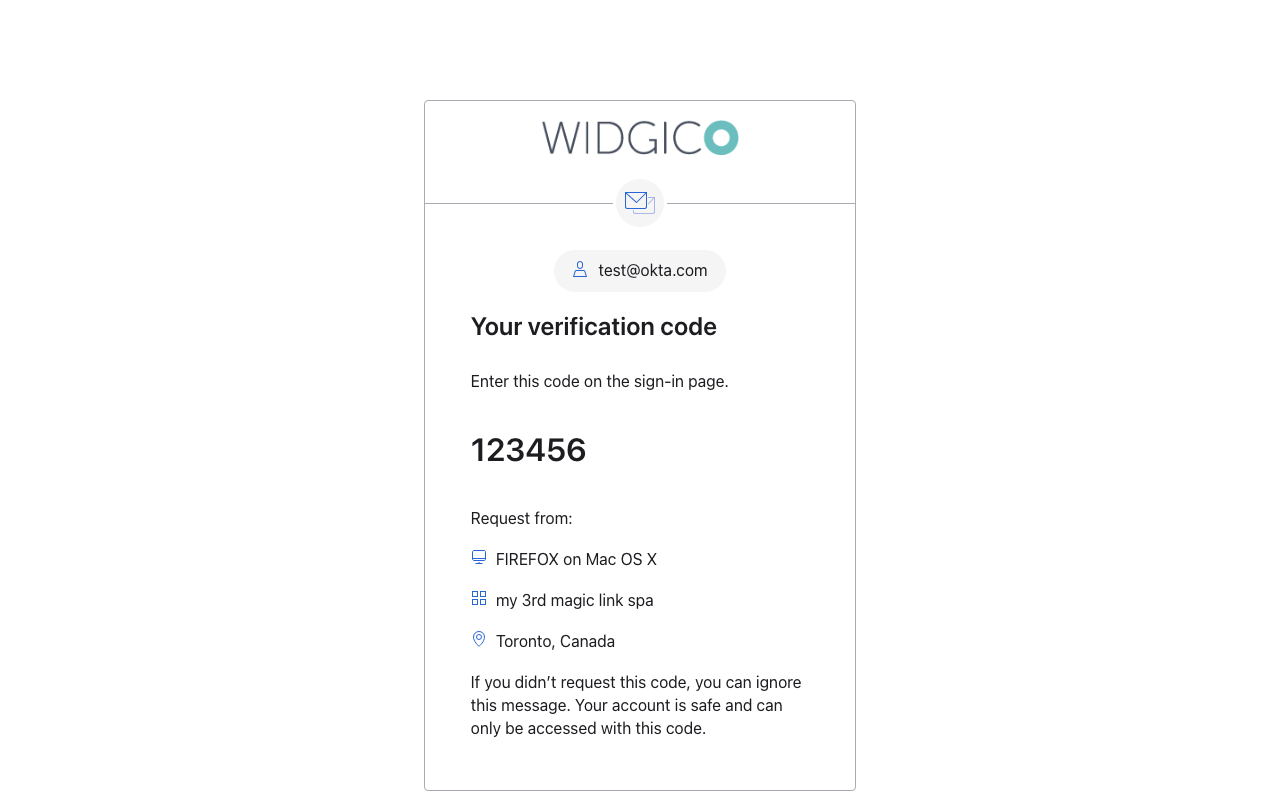 WIDGICO
test@okta.com
Your verification code
Enter this code on the sign-in page.
123456
Request from:
FIREFOX on Mac OS X
my 3rd magic link spa
Toronto, Canada
If you didn’t request this code, you can ignore
this message. Your account is safe and can
only be accessed with this code.